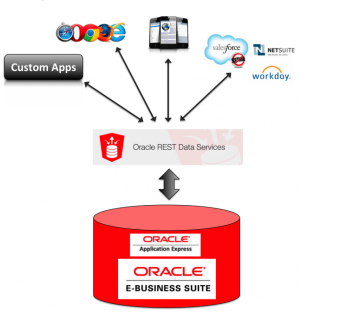 Custom Apps
salesforce
NETSUITE
workday.
Oracle REST Data Services
ORACLE®
Application Express
ORACLE®
E-BUSINESS SUITE